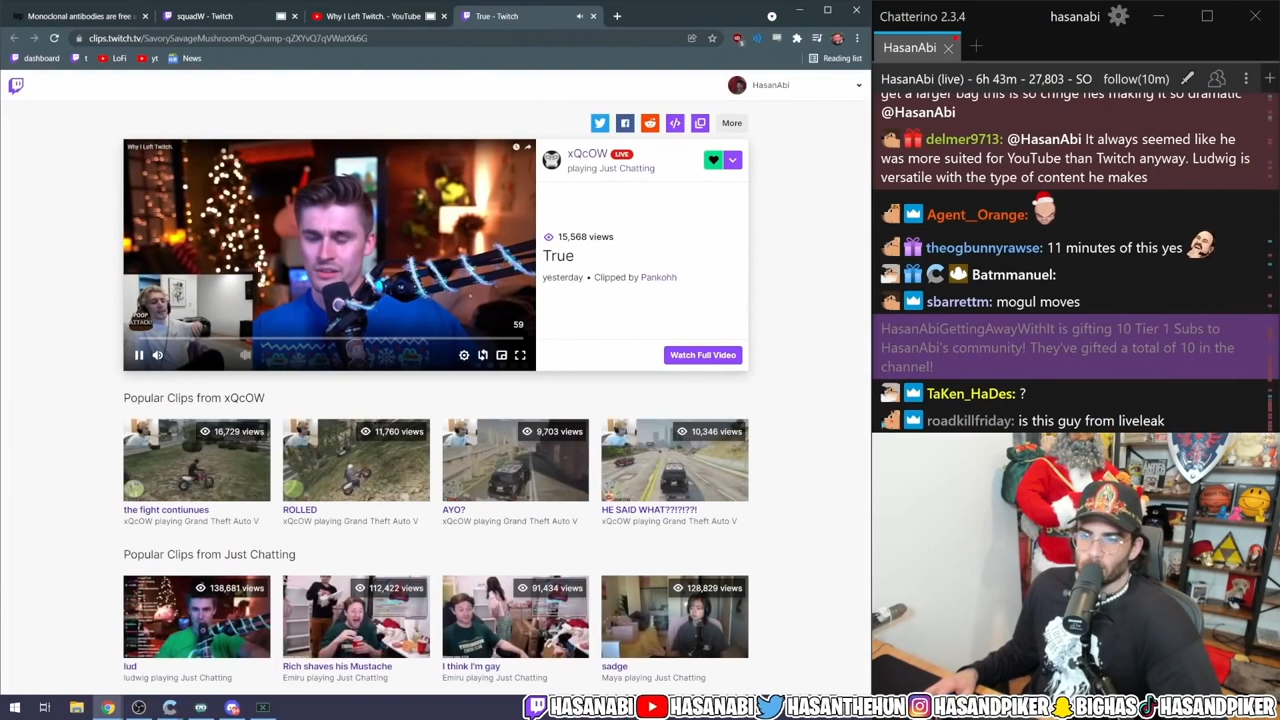 Monoclonal antibodies are free a
squadW - Twitch
Why I Left Twitch. - YouTube
True - Twitch
clips.twitch.tv/SavorySavageMushroomPogChamp-qZXYvQ7qVWatXk6G
dashboard
t
LoFi
yt
News
Reading list
HasanAbi
More
Why I Left Twitch.
POOP
ATTACK!
59
xQcOW LIVE
playing Just Chatting
15,568 views
True
yesterday • Clipped by Pankohh
Watch Full Video
Popular Clips from xQcOW
16,729 views
11,760 views
9,703 views
10,346 views
the fight contiunues
ROLLED
AYO?
HE SAID WHAT??!?!??!
xQcOW playing Grand Theft Auto V
xQcOW playing Grand Theft Auto V
xQcOW playing Grand Theft Auto V
xQcOW playing Grand Theft Auto V
Popular Clips from Just Chatting
138,681 views
112,422 views
91,434 views
128,829 views
lud
Rich shaves his Mustache
I think I'm gay
sadge
ludwig playing Just Chatting
Emiru playing Just Chatting
Emiru playing Just Chatting
Maya playing Just Chatting
Chatterino 2.3.4
hasanabi
HasanAbi
HasanAbi (live) - 6h 43m - 27,803 - SO
follow(10m)
get a larger bag this is so cringe hes making it so dramatic
@HasanAbi
delmer9713: @HasanAbi It always seemed like he
was more suited for YouTube than Twitch anyway. Ludwig is
versatile with the type of content he makes
Agent__Orange:
theogbunnyrawse: 11 minutes of this yes
Batmmanuel:
sbarrettm: mogul moves
HasanAbiGettingAwayWithIt is gifting 10 Tier 1 Subs to
HasanAbi's community! They've gifted a total of 10 in the
channel!
TaKen_HaDes: ?
roadkillfriday: is this guy from liveleak
HASANABI
HASANABI
HASANTHEHUN
HASANDPIKER
BIGHAS
HASANDPIKER